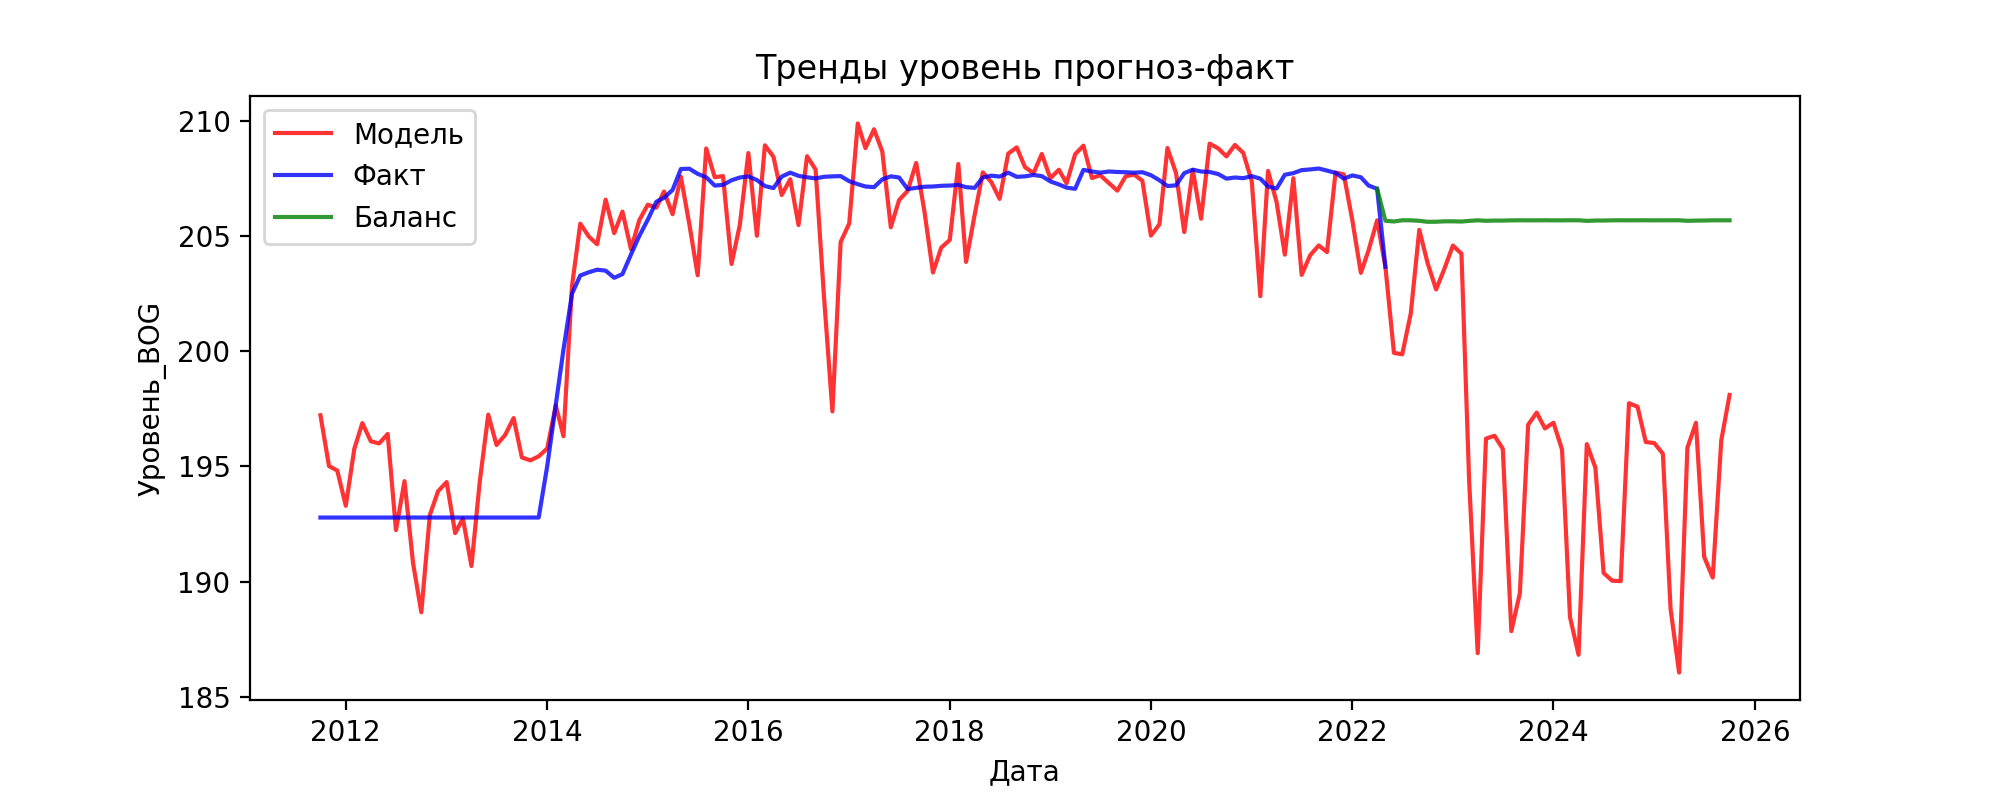 Тренды уровень прогноз-факт
Модель
Факт
Баланс
210
205
200
195
190
185
Уровень_BOG
2012 2014 2016 2018 2020 2022 2024 2026
Дата